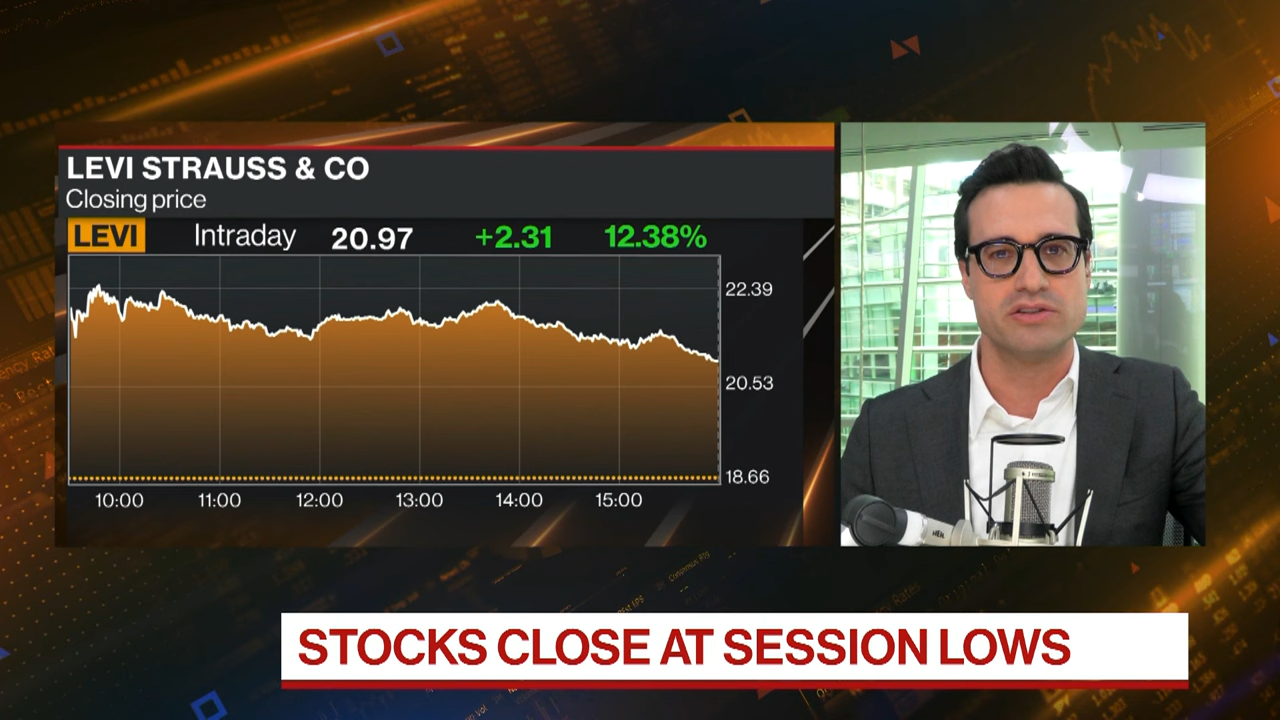 LEVI STRAUSS & CO
Closing price
LEVI Intraday 20.97 +2.31 12.38%
22.39
20.53
18.66
10:00 11:00 12:00 13:00 14:00 15:00
STOCKS CLOSE AT SESSION LOWS